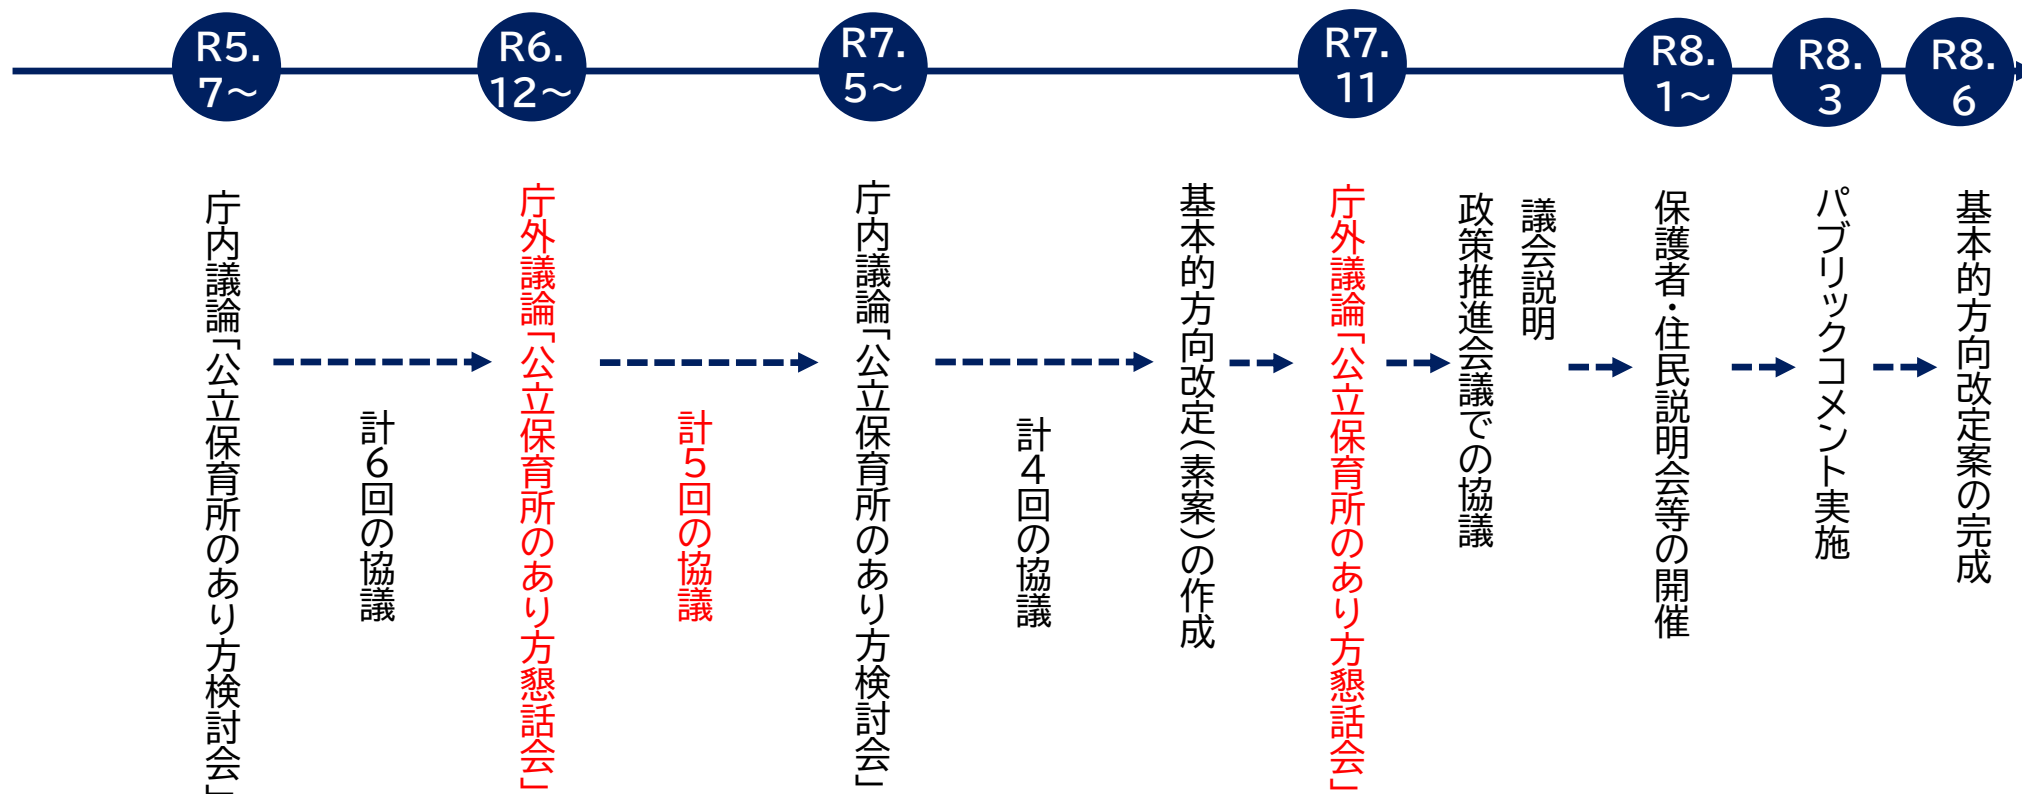 R5.
7～
R6.
12～
R7.
5～
R7.
11
R8.
1～
R8.
3
R8.
6
庁内議論「公立保育所のあり方検討会」
計６回の協議
庁外議論「公立保育所のあり方懇話会」
計５回の協議
庁内議論「公立保育所のあり方検討会」
計４回の協議
基本的方向改定（素案）の作成
庁外議論「公立保育所のあり方懇話会」
議会説明
政策推進会議での協議
保護者・住民説明会等の開催
パブリックコメント実施
基本的方向改定案の完成